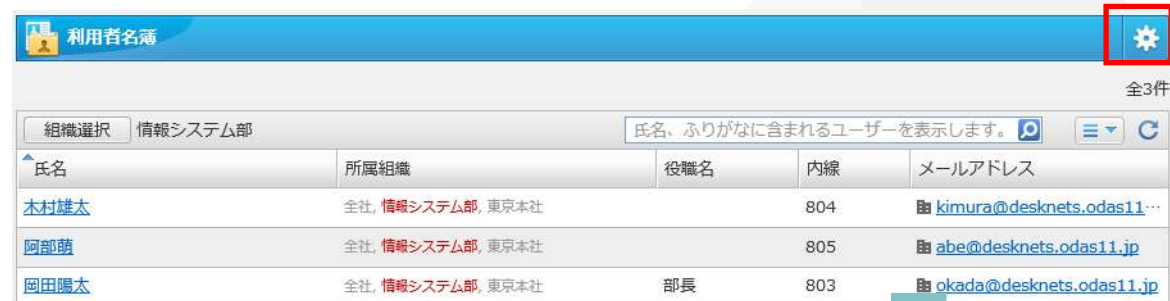 利用者名簿
全3件
組織選択 情報システム部 氏名、ふりがなに含まれるユーザーを表示します。
氏名 所属組織 役職名 内線 メールアドレス
木村雄太 全社, 情報システム部, 東京本社 804 kimura@desknets.odas11…
阿部萌 全社, 情報システム部, 東京本社 805 abe@desknets.odas11.jp
岡田陽太 全社, 情報システム部, 東京本社 部長 803 okada@desknets.odas11.jp